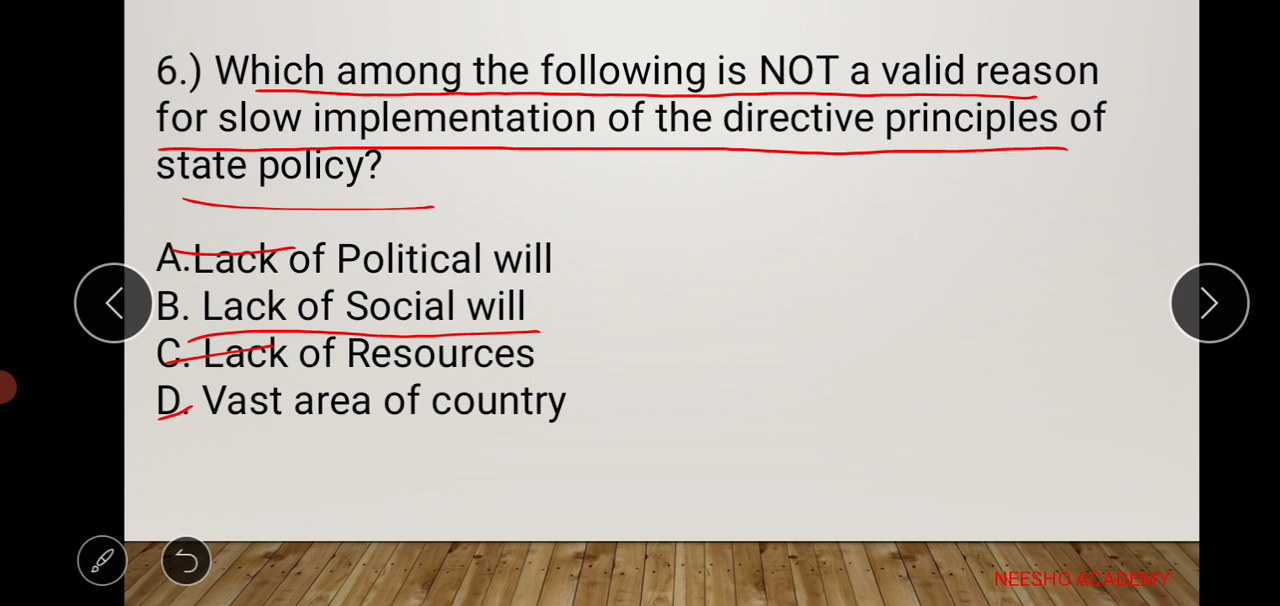 6.) Which among the following is NOT a valid reason
for slow implementation of the directive principles of
state policy?
A.Lack of Political will
B. Lack of Social will
C. Lack of Resources
D. Vast area of country
NEESHO ACADEMY